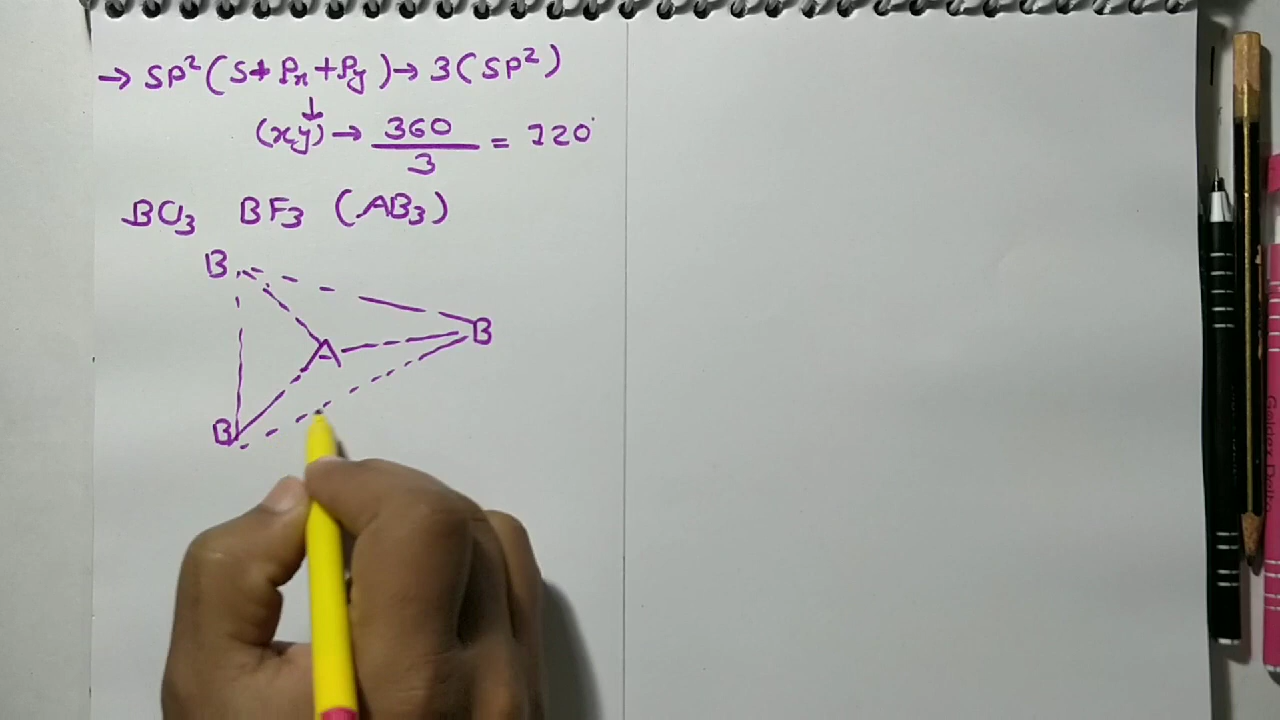 → SP²(S+Px+Py)→3(SP²)
↓
(xy)→ 360/3 = 120°
BCl₃ BF₃ (AB₃)
B
A B
B